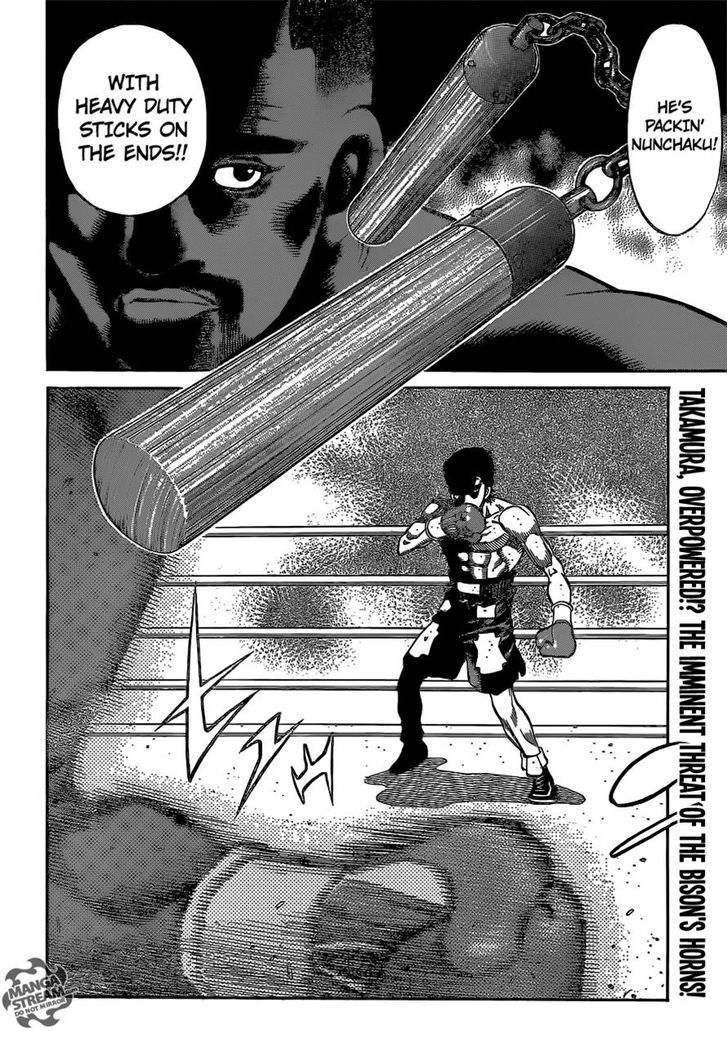 HE'S
PACKIN'
NUNCHAKU!
WITH
HEAVY DUTY
STICKS ON
THE ENDS!!
TAKAMURA, OVERPOWERED!? THE IMMINENT THREAT OF THE BISON'S HORNS!
MANGA
STREAM
DO NOT MIRROR